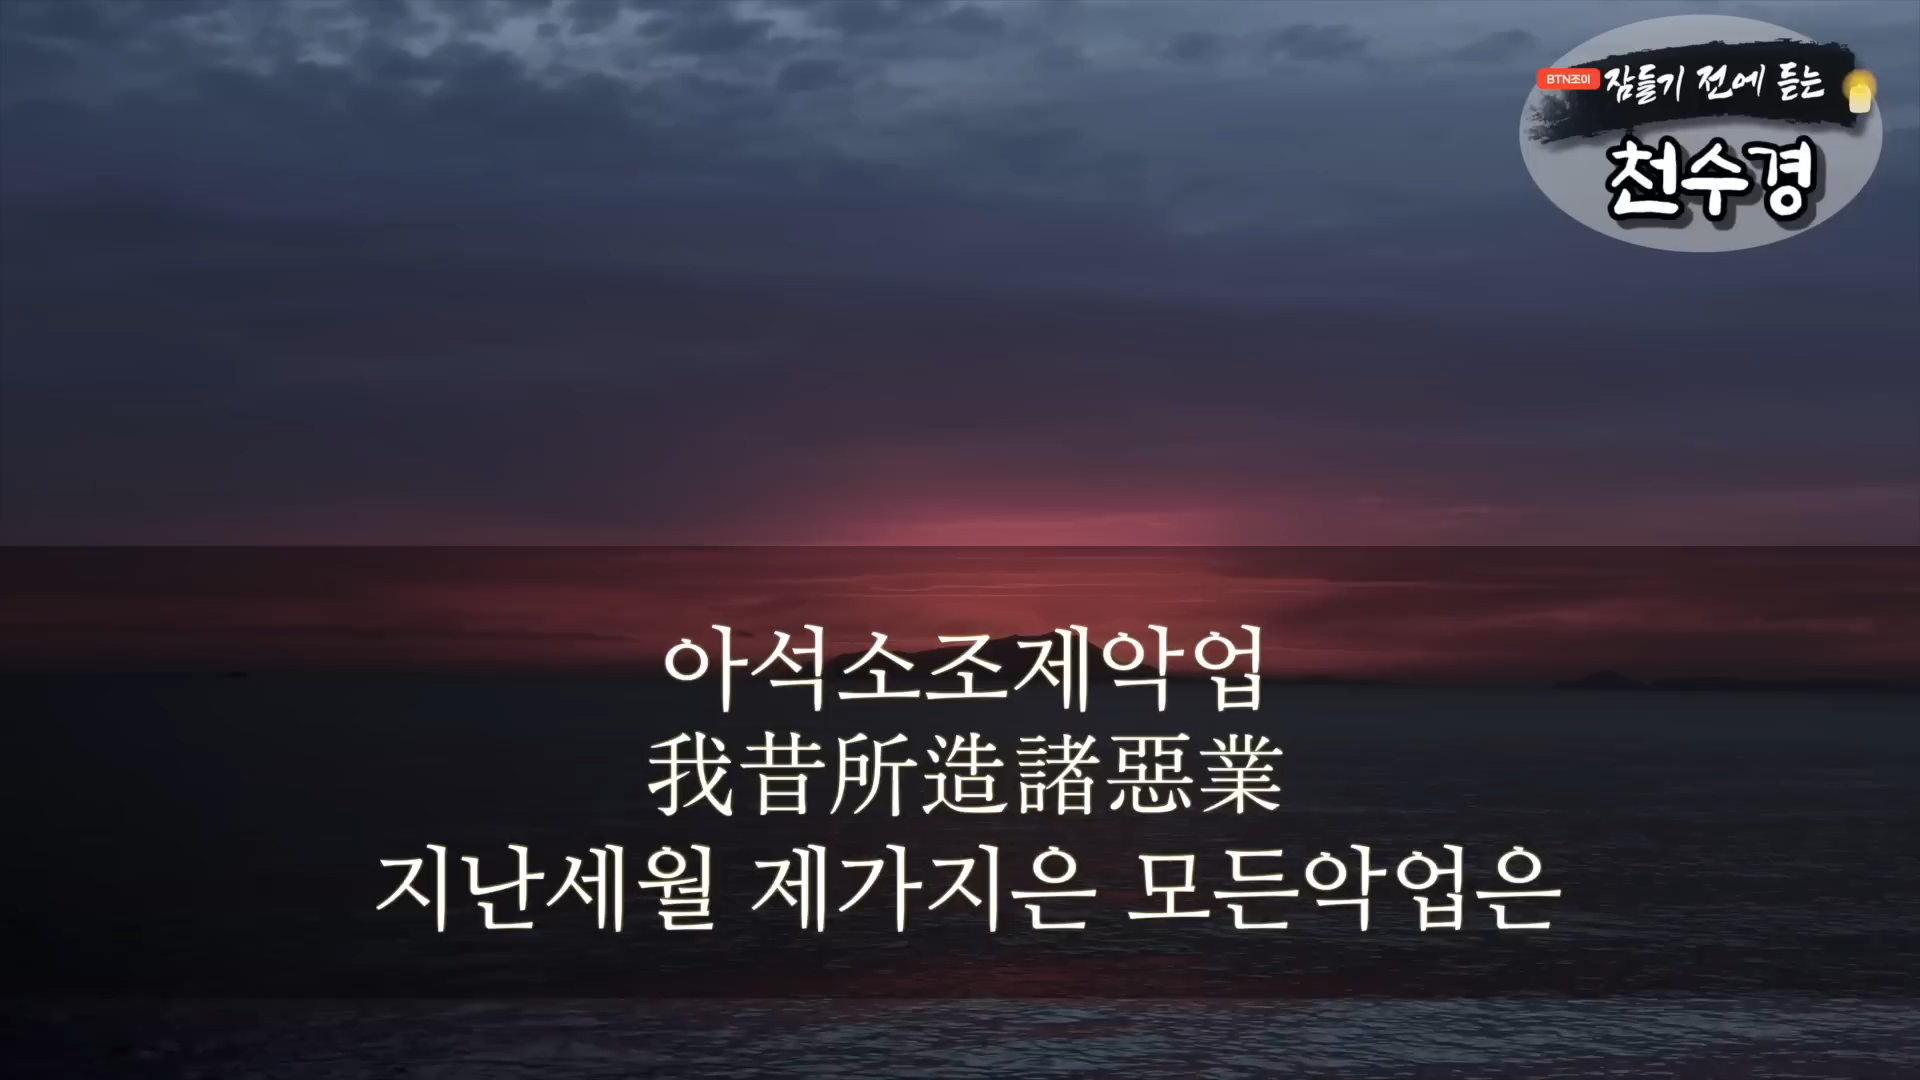 BTN조이
잠들기 전에 듣는
천수경
아석소조제악업
我昔所造諸惡業
지난세월 제가지은 모든악업은